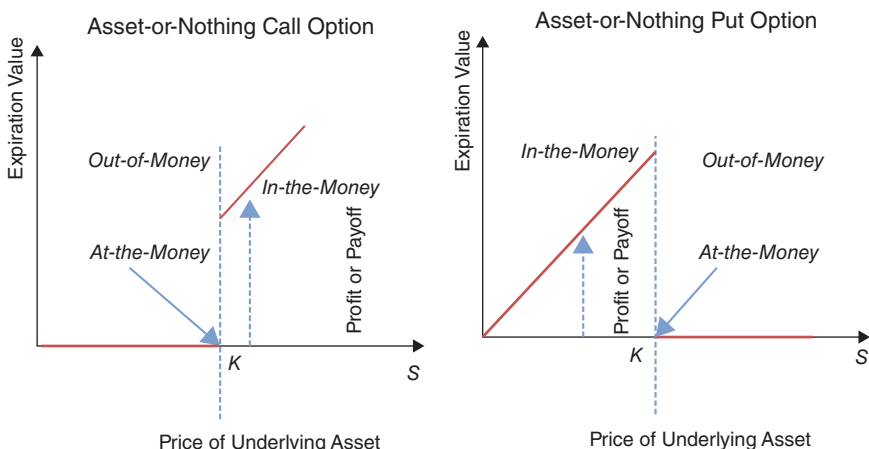 Asset-or-Nothing Call Option
Expiration Value
Out-of-Money
In-the-Money
At-the-Money
Profit or Payoff
K
S
Price of Underlying Asset
Asset-or-Nothing Put Option
Expiration Value
In-the-Money
Out-of-Money
At-the-Money
Profit or Payoff
K
S
Price of Underlying Asset